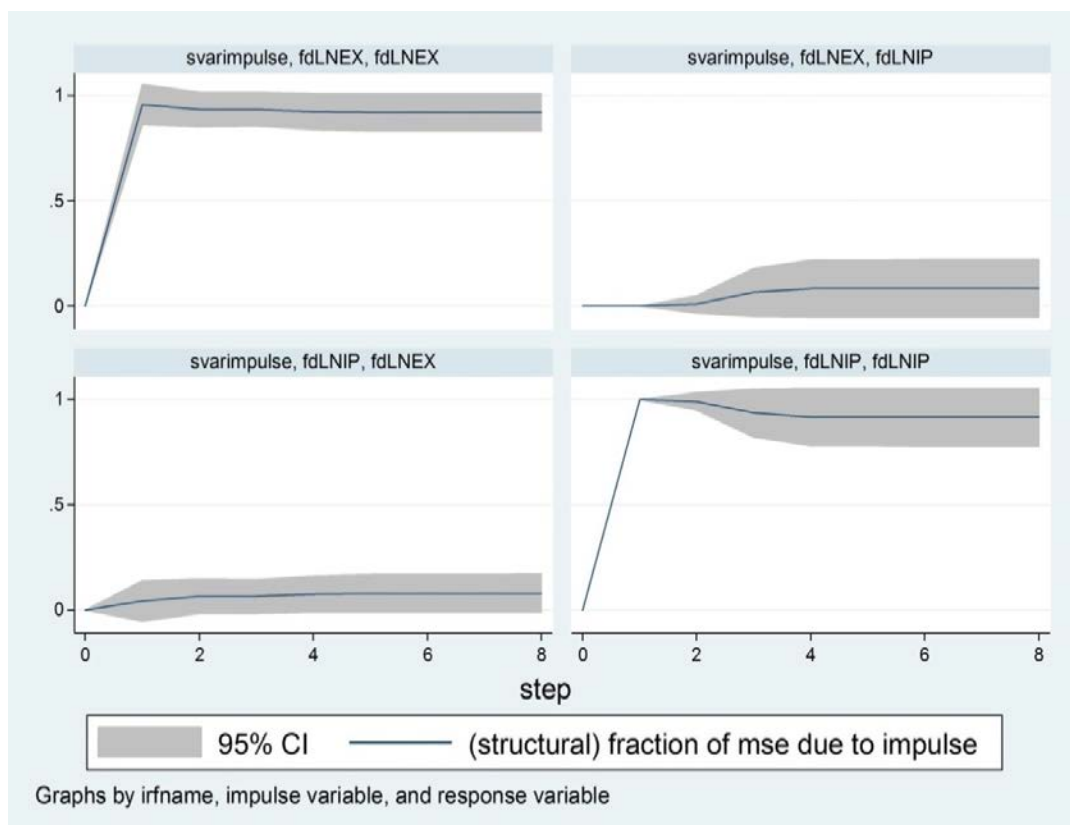 svarimpulse, fdLNEX, fdLNEX
svarimpulse, fdLNEX, fdLNIP
1
.5
0
svarimpulse, fdLNIP, fdLNEX
svarimpulse, fdLNIP, fdLNIP
1
.5
0
0 2 4 6 8
0 2 4 6 8
step
95% CI
(structural) fraction of mse due to impulse
Graphs by irfname, impulse variable, and response variable